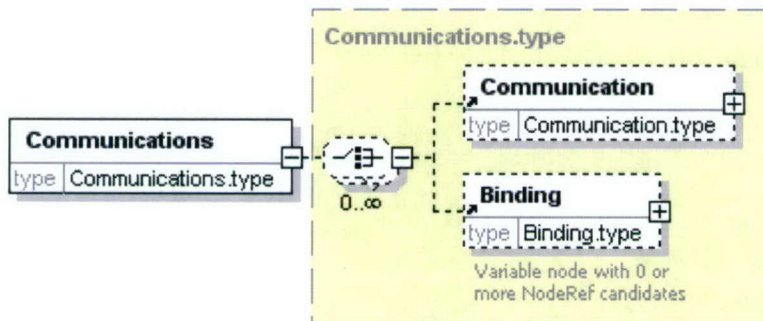 Communications.type
Communication
type Communication.type
Communications
type Communications.type
0..∞
Binding
type Binding.type
Variable node with 0 or
more NodeRef candidates